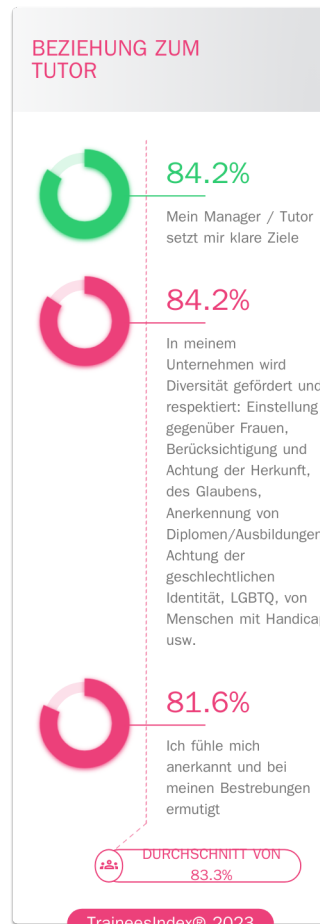 BEZIEHUNG ZUM
TUTOR
84.2%
Mein Manager / Tutor
setzt mir klare Ziele
84.2%
In meinem
Unternehmen wird
Diversität gefördert und
respektiert: Einstellung
gegenüber Frauen,
Berücksichtigung und
Achtung der Herkunft,
des Glaubens,
Anerkennung von
Diplomen/Ausbildungen
Achtung der
geschlechtlichen
Identität, LGBTQ, von
Menschen mit Handicap
usw.
81.6%
Ich fühle mich
anerkannt und bei
meinen Bestrebungen
ermutigt
DURCHSCHNITT VON
83.3%
TraineesIndex® 2023